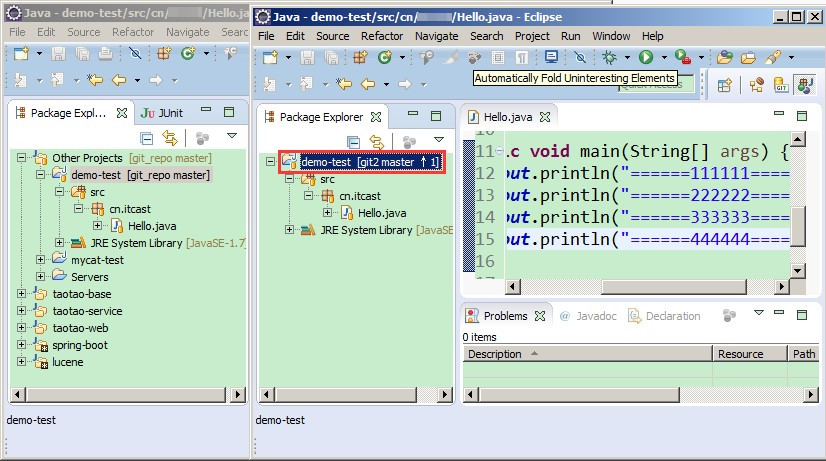 Java - demo-test/src/cn/ /Hello.java
File Edit Source Refactor Navigate Sea
Package Expl...
JUnit
Other Projects [git_repo master]
demo-test [git_repo master]
src
cn.itcast
Hello.java
JRE System Library [JavaSE-1.7]
mycat-test
Servers
taotao-base
taotao-service
taotao-web
spring-boot
lucene
demo-test
Java - demo-test/src/cn/ /Hello.java - Eclipse
File Edit Source Refactor Navigate Search Project Run Window Help
Automatically Fold Uninteresting Elements
Quick Access
GIT
Package Explorer
demo-test [git2 master ↑ 1]
src
cn.itcast
Hello.java
JRE System Library [JavaSE
Hello.java
10
11 .c void main(String[] args) {
12 out.println("======111111=====
13 out.println("======222222=====
14 out.println("======333333=====
15 out.println("======444444=====
16
Problems
@ Javadoc
Declaration
0 items
Description Resource Path
demo-test